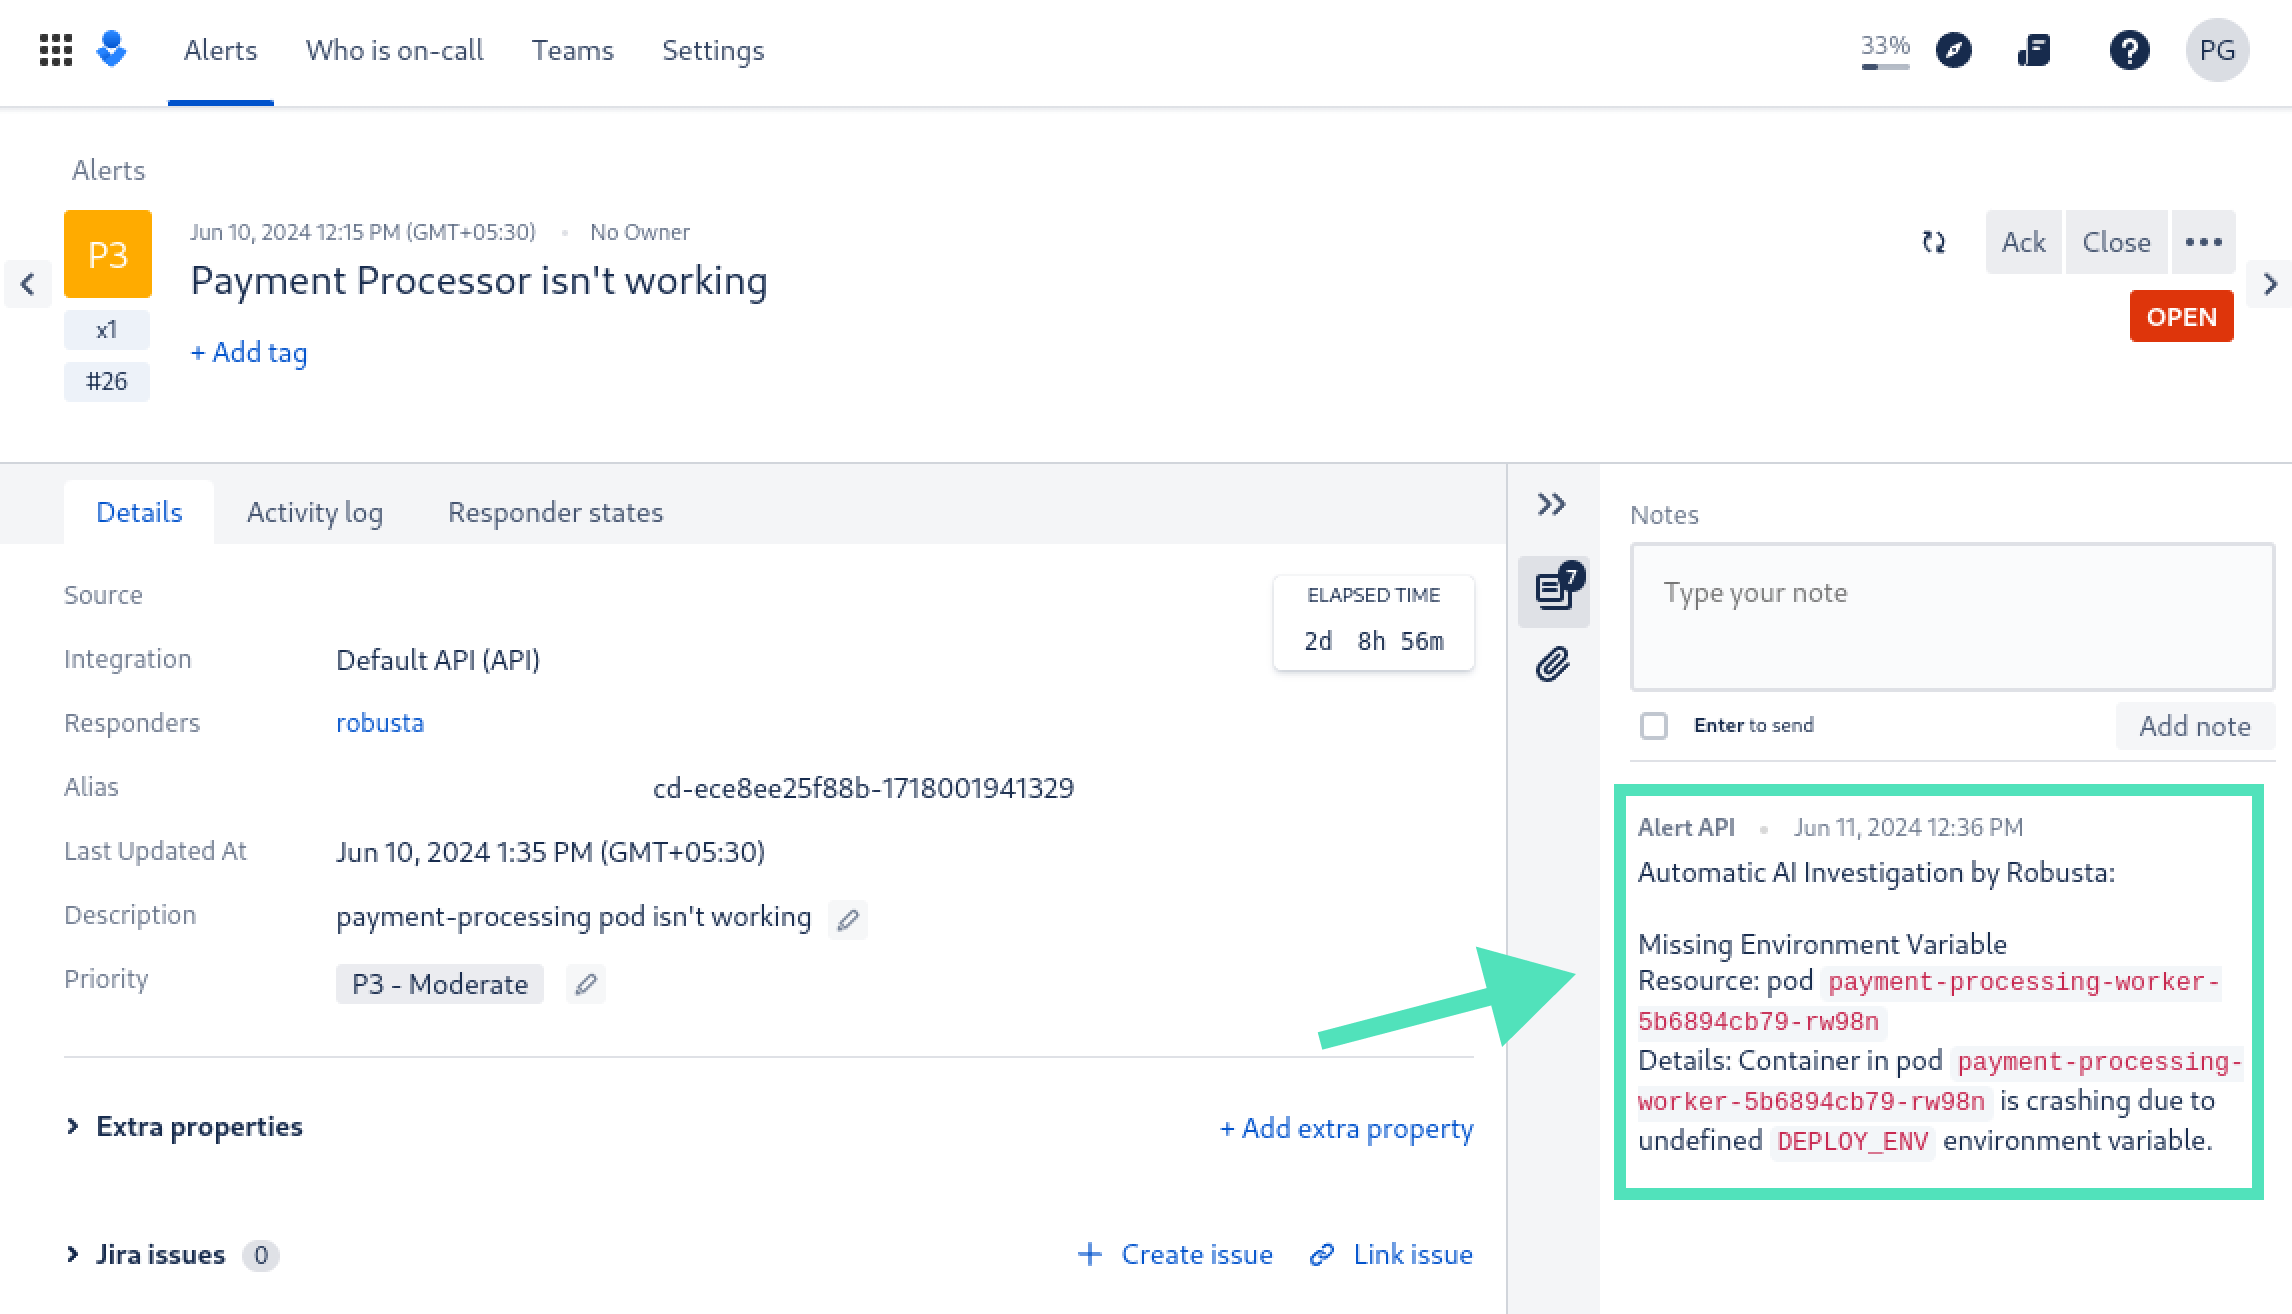 Alerts
Who is on-call
Teams
Settings
33%
?
PG
Alerts
P3
Jun 10, 2024 12:15 PM (GMT+05:30) • No Owner
Payment Processor isn't working
x1
+ Add tag
#26
Ack
Close
OPEN
Details
Activity log
Responder states
Source
ELAPSED TIME
2d 8h 56m
Integration
Default API (API)
Responders
robusta
Alias
cd-ece8ee25f88b-1718001941329
Last Updated At
Jun 10, 2024 1:35 PM (GMT+05:30)
Description
payment-processing pod isn't working
Priority
P3 - Moderate
Extra properties
+ Add extra property
Jira issues 0
Create issue
Link issue
7
Notes
Type your note
Enter to send
Add note
Alert API • Jun 11, 2024 12:36 PM
Automatic AI Investigation by Robusta:
Missing Environment Variable
Resource: pod payment-processing-worker-
5b6894cb79-rw98n
Details: Container in pod payment-processing-
worker-5b6894cb79-rw98n is crashing due to
undefined DEPLOY_ENV environment variable.